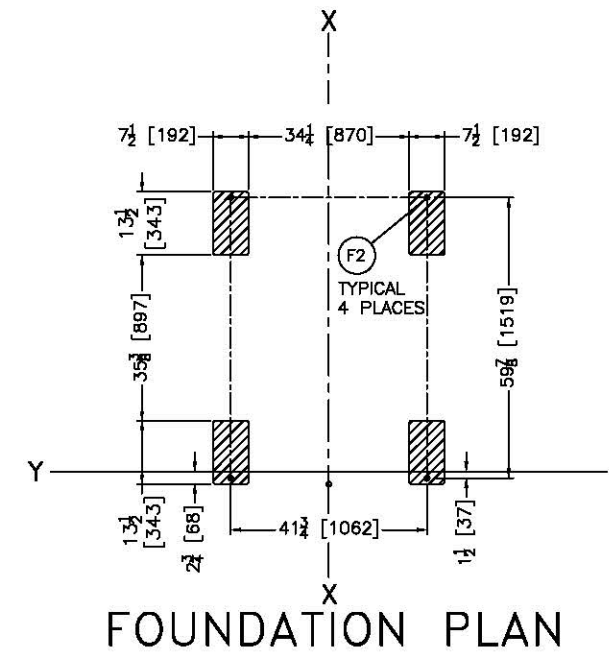 X
7½ [192]
34¼ [870]
7½ [192]
13½
[343]
F2
TYPICAL
4 PLACES
35⅜ [897]
59⅞ [1519]
Y
13½
[343]
2¾ [68]
41¾ [1062]
1½ [37]
X
FOUNDATION PLAN